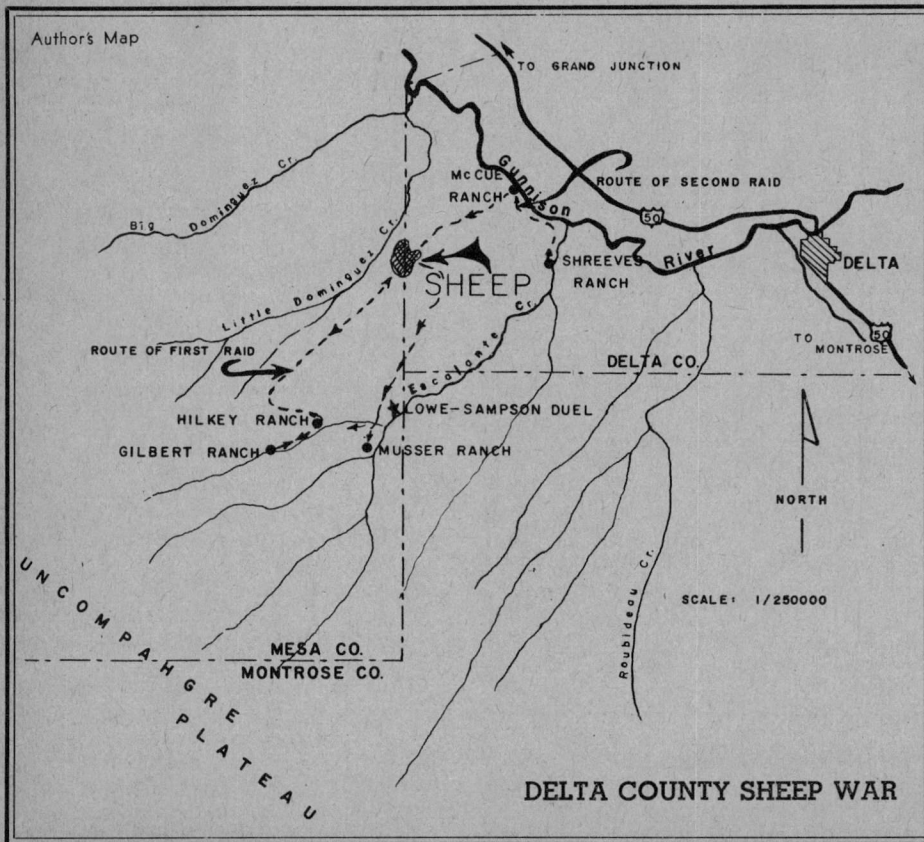 Author's Map
TO GRAND JUNCTION
Big Dominguez Cr.
McCUE
RANCH
Gunnison River
ROUTE OF SECOND RAID
50
SHREEVES
RANCH
DELTA
SHEEP
Little Dominguez Cr.
50
TO
MONTROSE
ROUTE OF FIRST RAID
Escalante Cr.
DELTA CO.
LOWE-SAMPSON DUEL
HILKEY RANCH
GILBERT RANCH
MUSSER RANCH
NORTH
UNCOMPAHGRE
PLATEAU
SCALE: 1/250000
Roubideau Cr.
MESA CO.
MONTROSE CO.
DELTA COUNTY SHEEP WAR